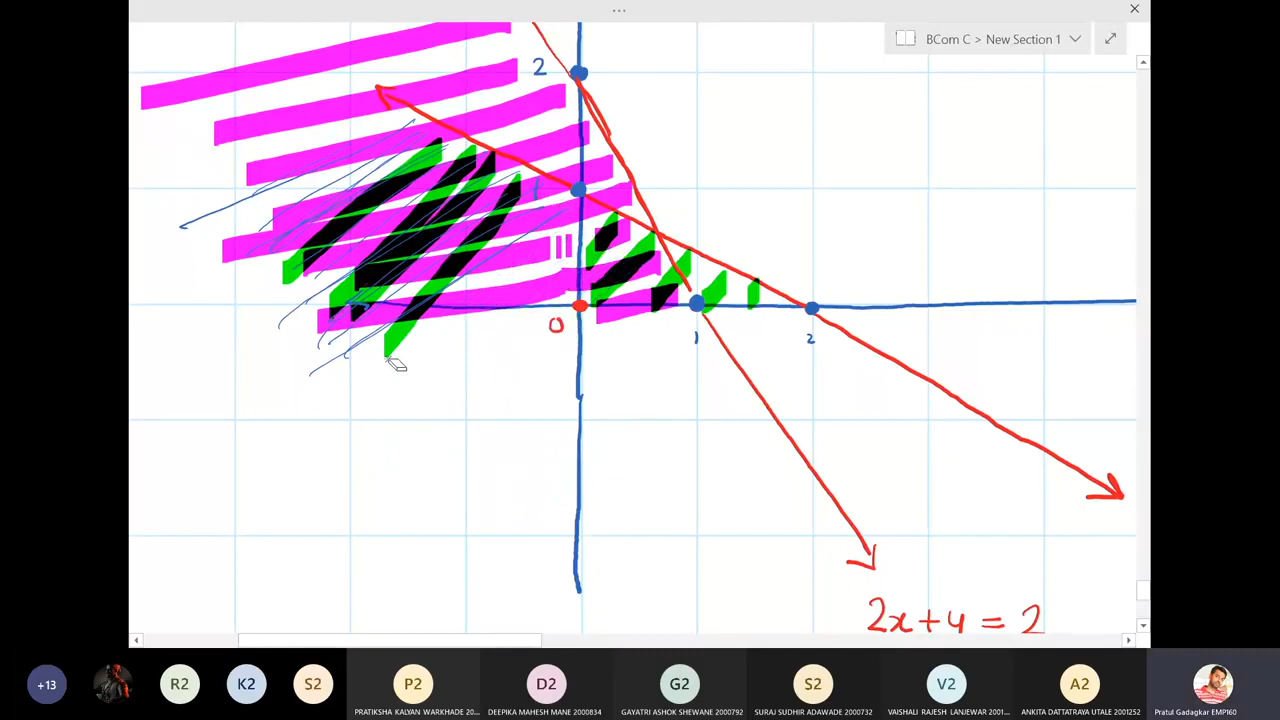 BCom C > New Section 1
2
1
0
1
2
2x+y = 2
+13
R2
K2
S2
P2
D2
G2
S2
V2
A2
PRATIKSHA KALYAN WARKHADE 20...
DEEPIKA MAHESH MANE 2000834
GAYATRI ASHOK SHEWANE 2000792
SURAJ SUDHIR ADAWADE 2000732
VAISHALI RAJESH LANJEWAR 2001...
ANKITA DATTATRAYA UTALE 2001252
Pratul Gadagkar EMP160